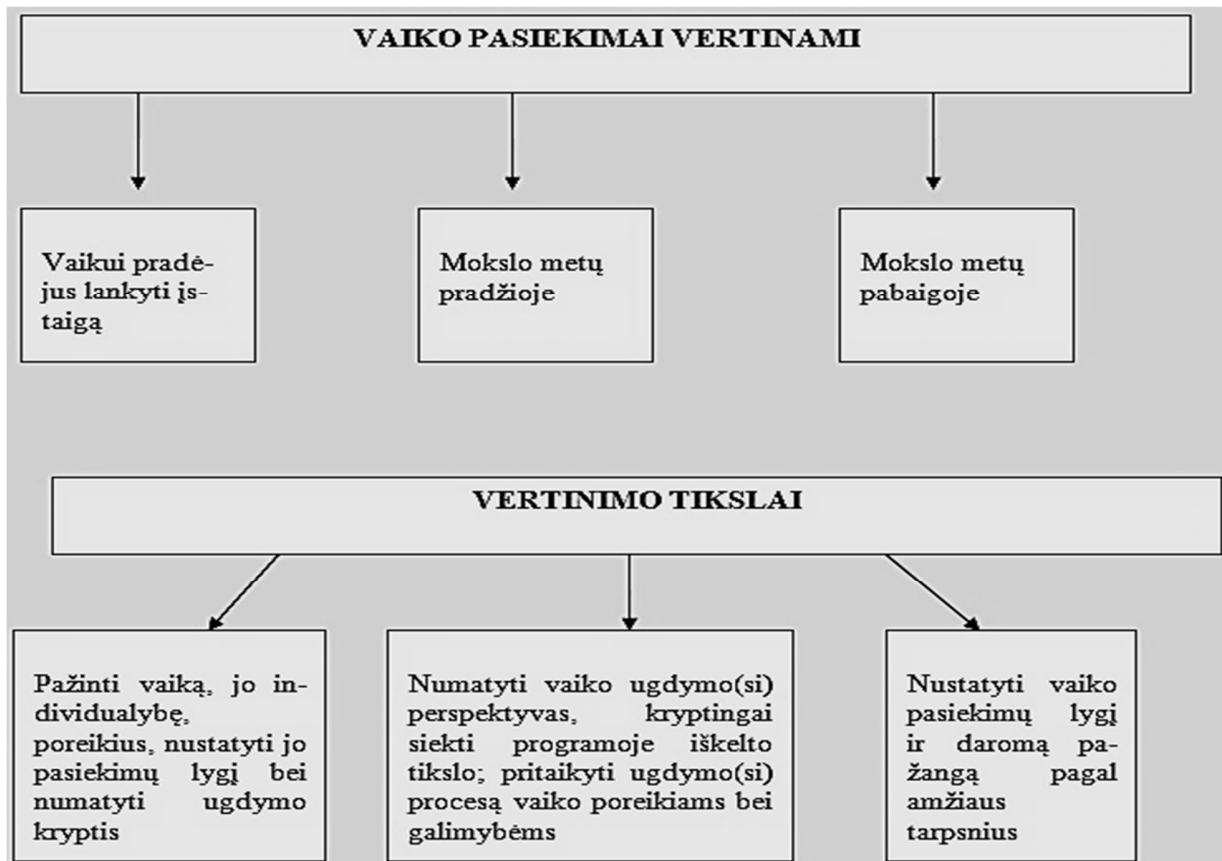 VAIKO PASIEKIMAI VERTINAMI
Vaikui pradė-
jus lankyti įs-
taigą
Mokslo metų
pradžioje
Mokslo metų
pabaigoje
VERTINIMO TIKSLAI
Pažinti vaiką, jo in-
dividualybę,
poreikius, nustatyti jo
pasiekimų lygį bei
numatyti ugdymo
kryptis
Numatyti vaiko ugdymo(si)
perspektyvas, kryptingai
siekti programoje iškelto
tikslo; pritaikyti ugdymo(si)
procesą vaiko poreikiams bei
galimybėms
Nustatyti vaiko
pasiekimų lygį
ir daromą pa-
žangą pagal
amžiaus
tarpsnius